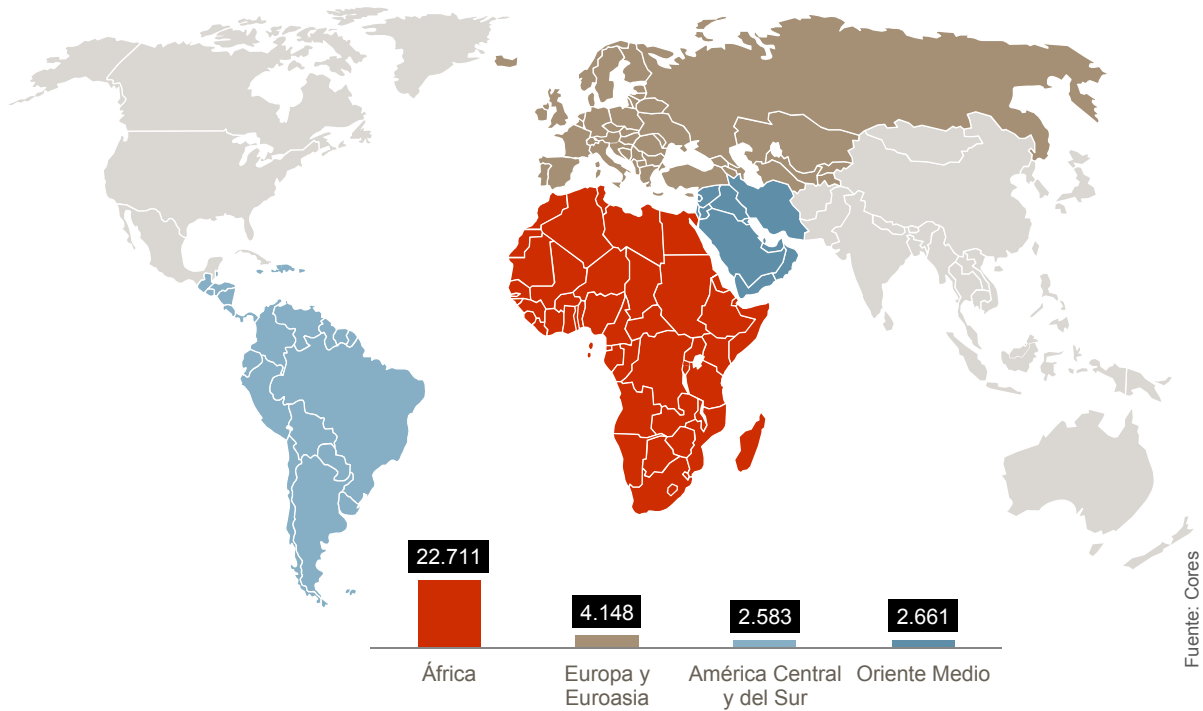 22.711
4.148
2.583
2.661
África
Europa y
Euroasia
América Central
y del Sur
Oriente Medio
Fuente: Cores